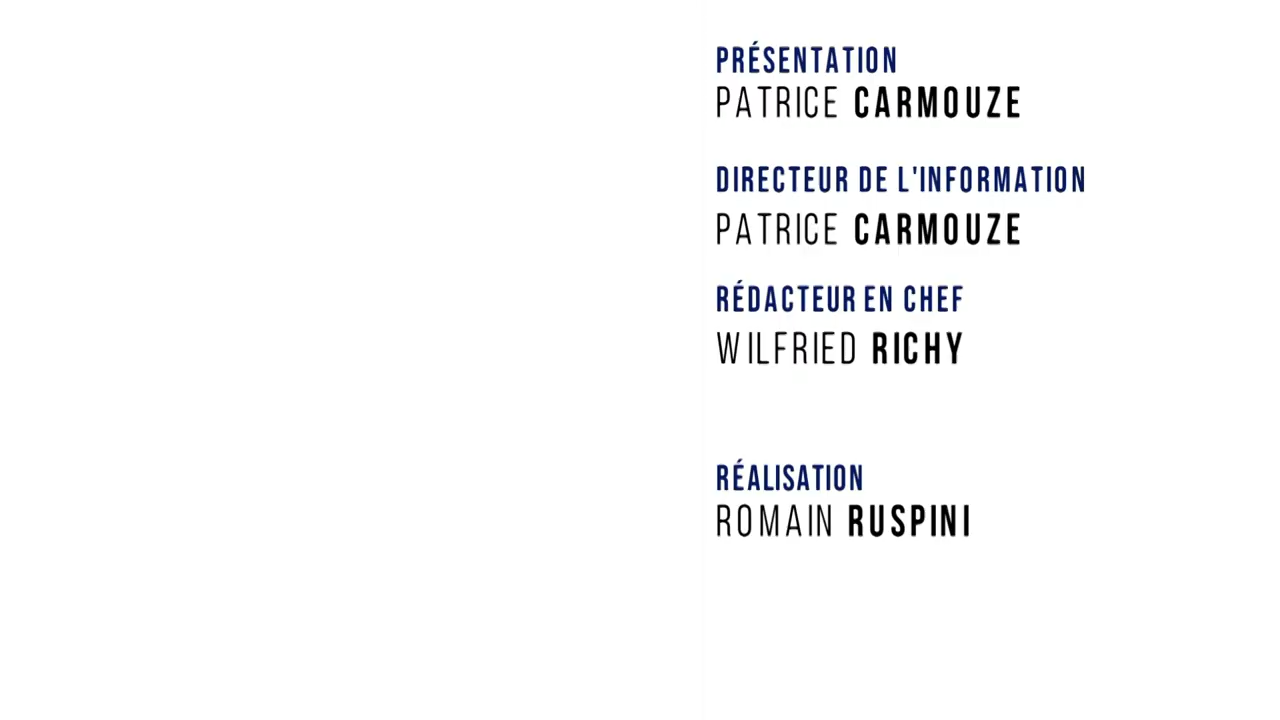 PRÉSENTATION
PATRICE CARMOUZE
DIRECTEUR DE L'INFORMATION
PATRICE CARMOUZE
RÉDACTEUR EN CHEF
WILFRIED RICHY
RÉALISATION
ROMAIN RUSPINI